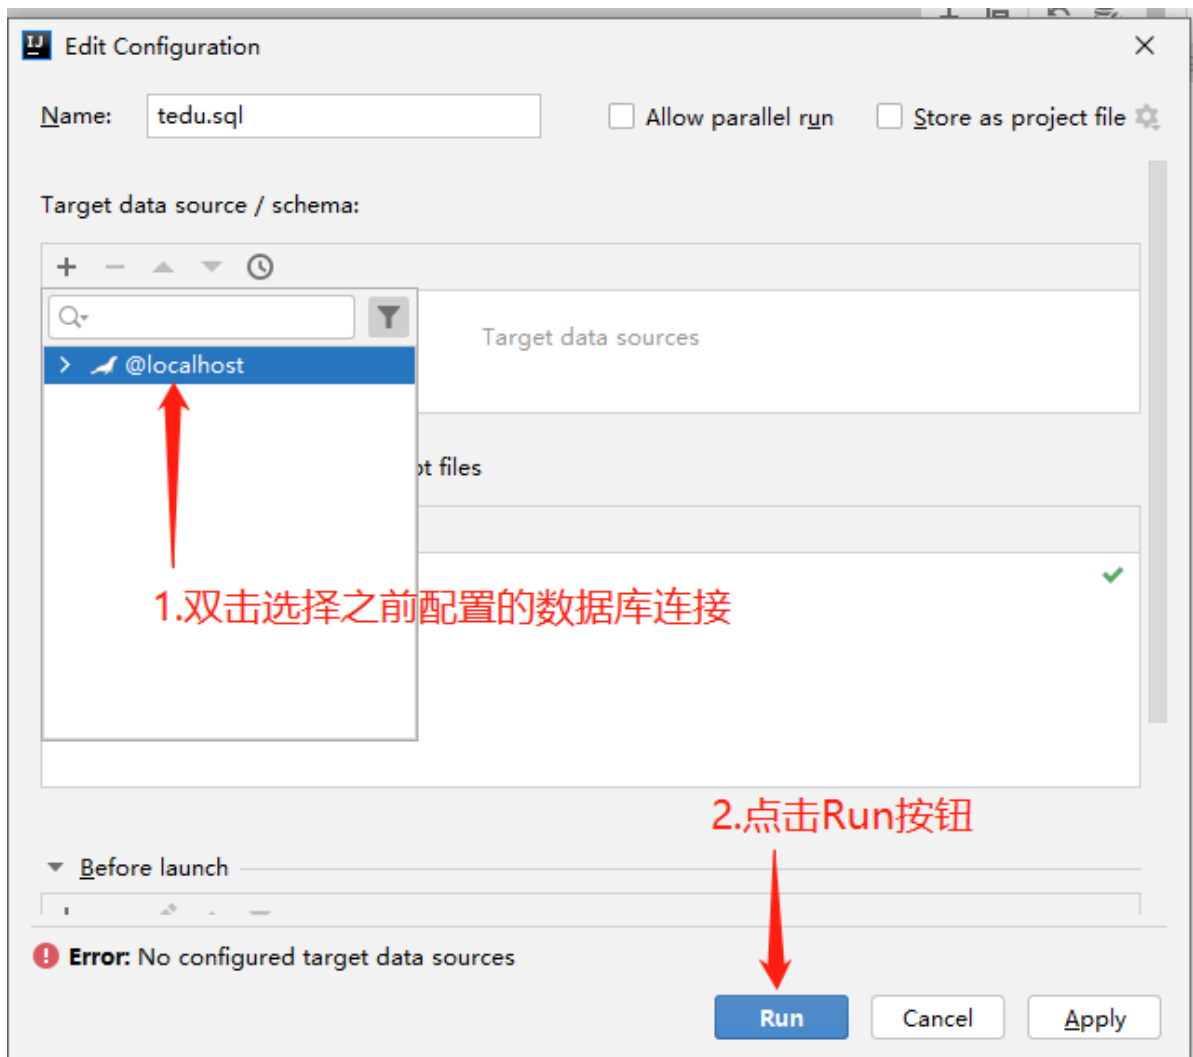 Edit Configuration
Name: tedu.sql Allow parallel run Store as project file
Target data source / schema:
@localhost
Target data sources
files
1.双击选择之前配置的数据库连接
2.点击Run按钮
Before launch
Error: No configured target data sources
Run Cancel Apply